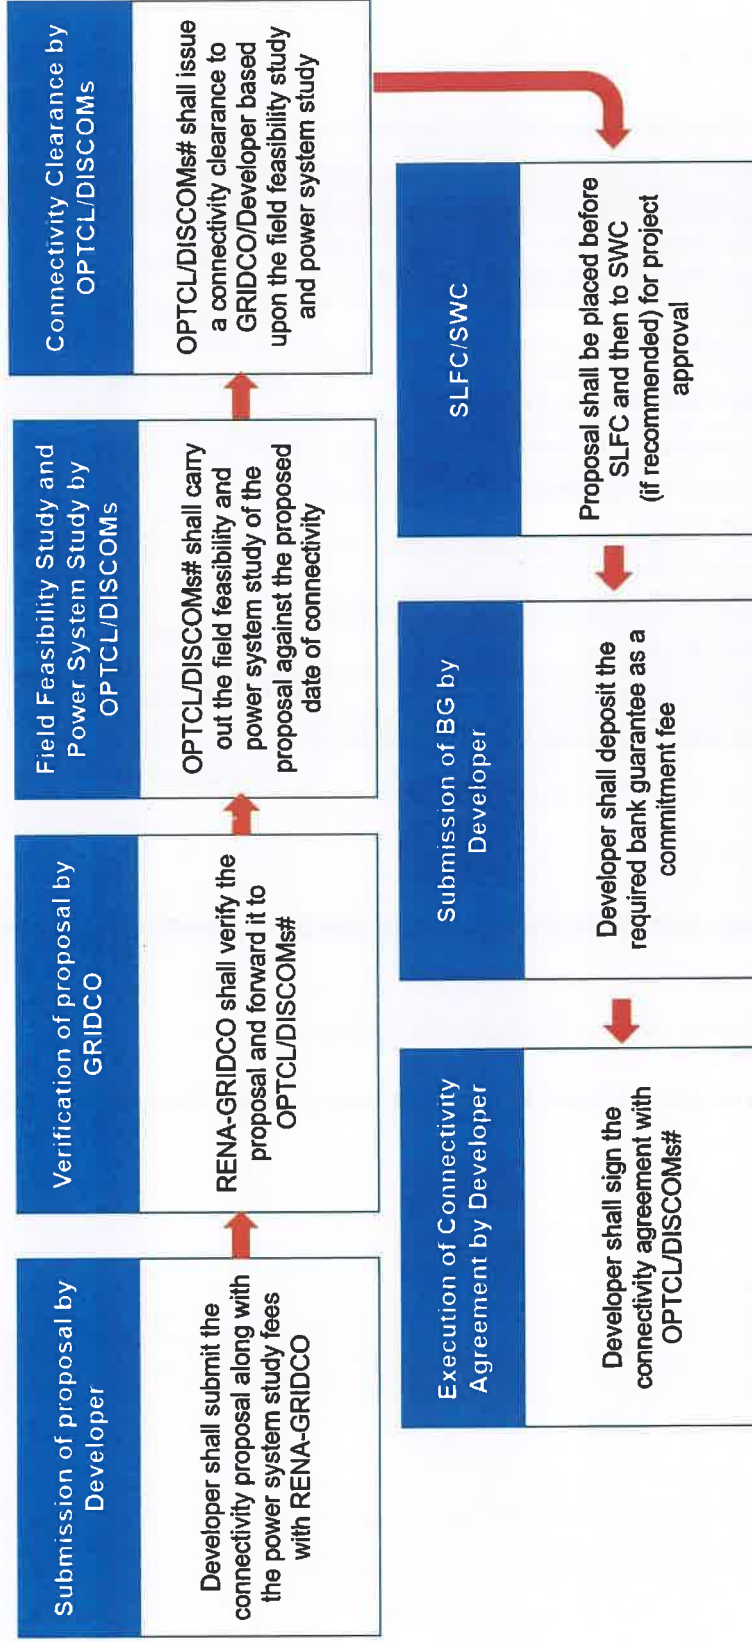 Submission of proposal by
Developer
Developer shall submit the
connectivity proposal along with
the power system study fees
with RENA-GRIDCO
Verification of proposal by
GRIDCO
RENA-GRIDCO shall verify the
proposal and forward it to
OPTCL/DISCOMs#
Field Feasibility Study and
Power System Study by
OPTCL/DISCOMs
OPTCL/DISCOMs# shall carry
out the field feasibility and
power system study of the
proposal against the proposed
date of connectivity
Connectivity Clearance by
OPTCL/DISCOMs
OPTCL/DISCOMs# shall issue
a connectivity clearance to
GRIDCO/Developer based
upon the field feasibility study
and power system study
SLFC/SWC
Proposal shall be placed before
SLFC and then to SWC
(if recommended) for project
approval
Submission of BG by
Developer
Developer shall deposit the
required bank guarantee as a
commitment fee
Execution of Connectivity
Agreement by Developer
Developer shall sign the
connectivity agreement with
OPTCL/DISCOMs#